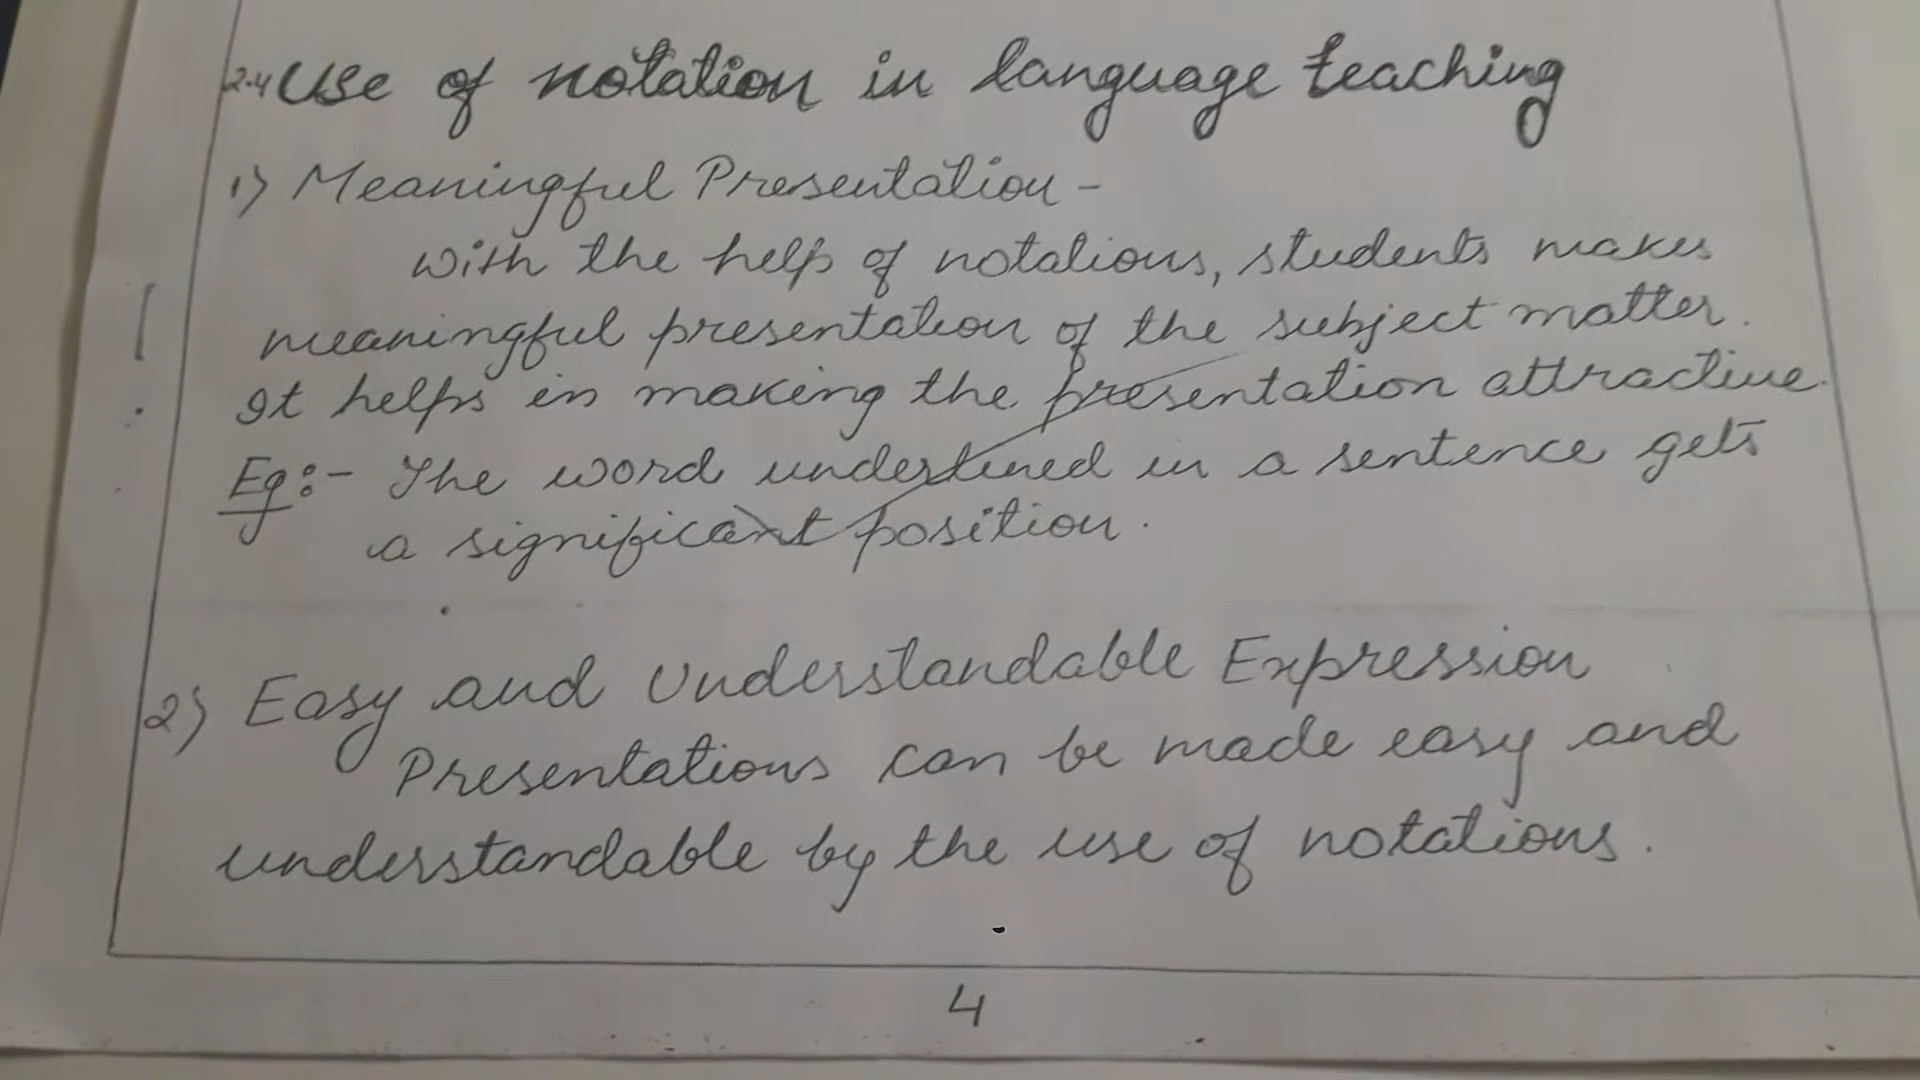 2.4 Use of notation in language teaching
1) Meaningful Presentation -
with the help of notations, students makes
meaningful presentation of the subject matter.
It helps in making the presentation attractive.
Eg:- The word underlined in a sentence gets
a significant position.
2) Easy and Understandable Expression
Presentations can be made easy and
understandable by the use of notations.
4